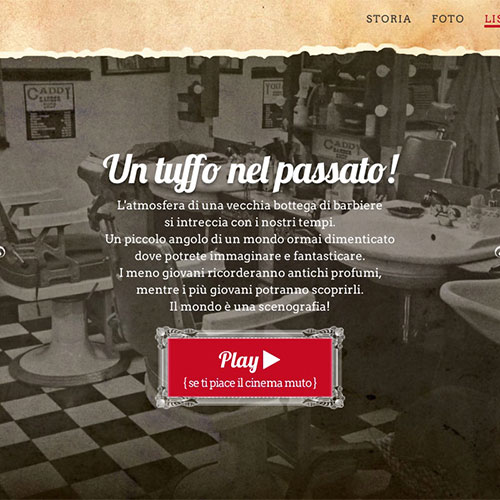 STORIA FOTO LIS
CADDY
CADDY
Un tuffo nel passato!
L'atmosfera di una vecchia bottega di barbiere
si intreccia con i nostri tempi.
Un piccolo angolo di un mondo ormai dimenticato
dove potrete immaginare e fantasticare.
I meno giovani ricorderanno antichi profumi,
mentre i più giovani potranno scoprirli.
Il mondo è una scenografia!
Play
{ se ti piace il cinema muto }